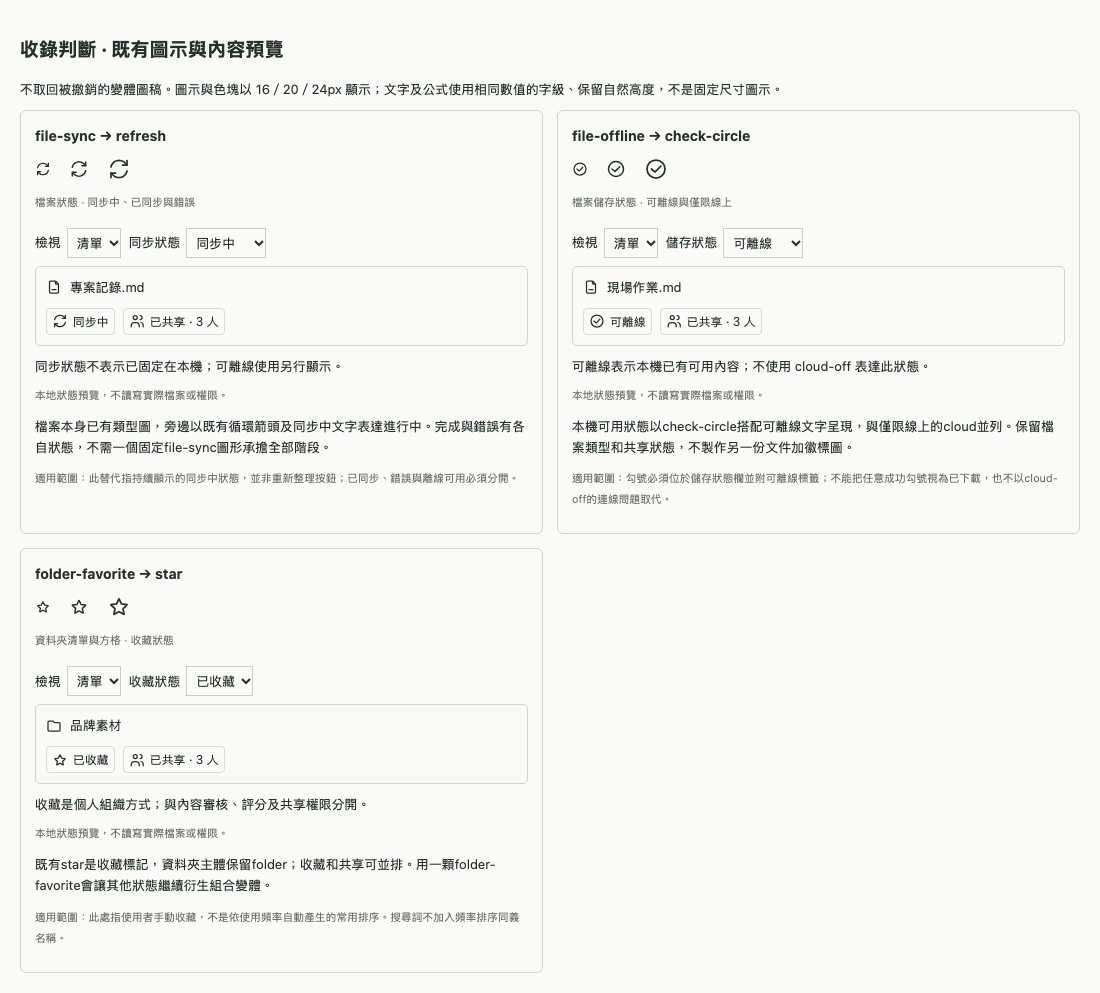 收錄判斷 · 既有圖示與內容預覽
不取回被撤銷的變體圖稿。圖示與色塊以 16 / 20 / 24px 顯示；文字及公式使用相同數值的字級、保留自然高度，不是固定尺寸圖示。
file-sync → refresh
檔案狀態 · 同步中、已同步與錯誤
檢視 清單 同步狀態 同步中
專案記錄.md
同步中 已共享 · 3 人
同步狀態不表示已固定在本機；可離線使用另行顯示。
本地狀態預覽，不讀寫實際檔案或權限。
檔案本身已有類型圖，旁邊以既有循環箭頭及同步中文字表達進行中。完成與錯誤有各
自狀態，不需一個固定file-sync圖形承擔全部階段。
適用範圍：此替代指持續顯示的同步中狀態，並非重新整理按鈕；已同步、錯誤與離線可用必須分開。
file-offline → check-circle
檔案儲存狀態 · 可離線與僅限線上
檢視 清單 儲存狀態 可離線
現場作業.md
可離線 已共享 · 3 人
可離線表示本機已有可用內容；不使用 cloud-off 表達此狀態。
本地狀態預覽，不讀寫實際檔案或權限。
本機可用狀態以check-circle搭配可離線文字呈現，與僅限線上的cloud並列。保留檔
案類型和共享狀態，不製作另一份文件加徽標圖。
適用範圍：勾號必須位於儲存狀態欄並附可離線標籤；不能把任意成功勾號視為已下載，也不以cloud-
off的連線問題取代。
folder-favorite → star
資料夾清單與方格 · 收藏狀態
檢視 清單 收藏狀態 已收藏
品牌素材
已收藏 已共享 · 3 人
收藏是個人組織方式；與內容審核、評分及共享權限分開。
本地狀態預覽，不讀寫實際檔案或權限。
既有star是收藏標記，資料夾主體保留folder；收藏和共享可並排。用一顆folder-
favorite會讓其他狀態繼續衍生組合變體。
適用範圍：此處指使用者手動收藏，不是依使用頻率自動產生的常用排序。搜尋詞不加入頻率排序同義
名稱。